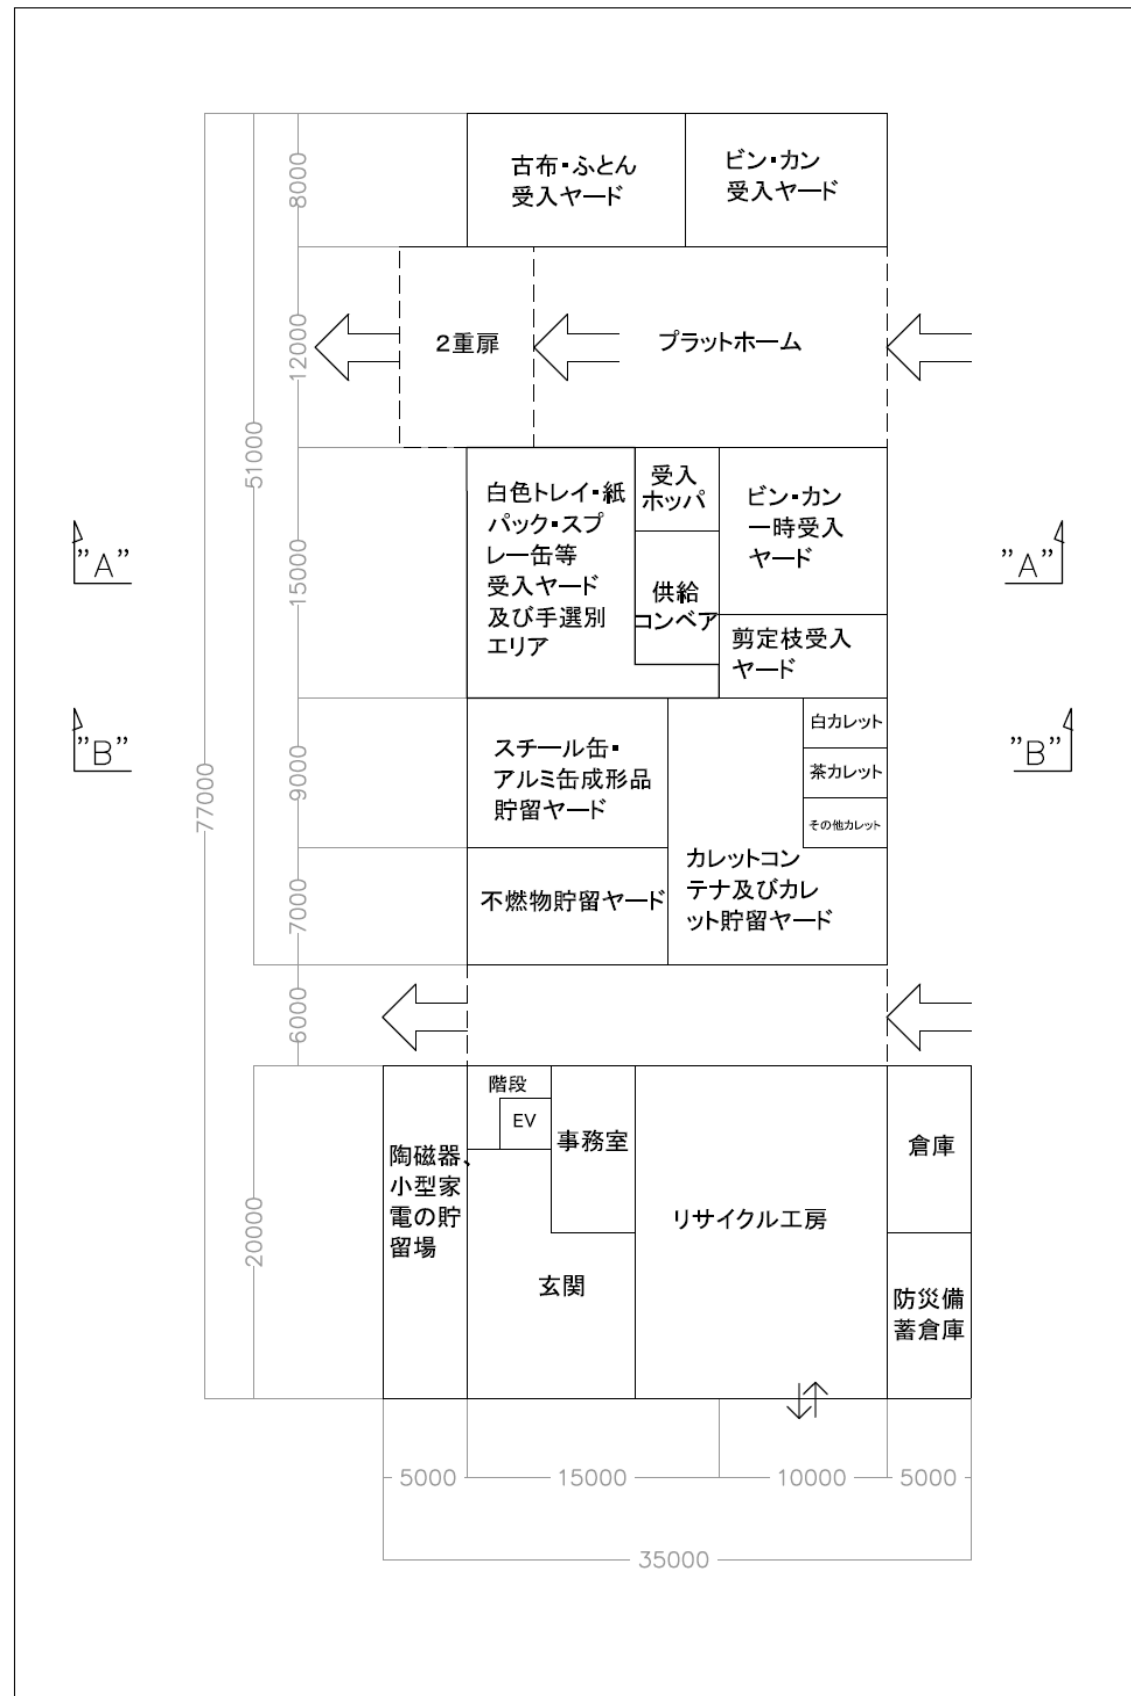 8000
古布・ふとん
受入ヤード
ビン・カン
受入ヤード
12000
2重扉
プラットホーム
51000
15000
白色トレイ・紙
パック・スプ
レー缶等
受入ヤード
及び手選別
エリア
受入
ホッパ
供給
コンベア
ビン・カン
一時受入
ヤード
剪定枝受入
ヤード
"A"
"A"
"B"
"B"
77000
9000
スチール缶・
アルミ缶成形品
貯留ヤード
白カレット
茶カレット
その他カレット
7000
不燃物貯留ヤード
カレットコン
テナ及びカレ
ット貯留ヤード
6000
20000
陶磁器、
小型家
電の貯
留場
階段
EV
事務室
玄関
リサイクル工房
倉庫
防災備
蓄倉庫
5000
15000
10000
5000
35000